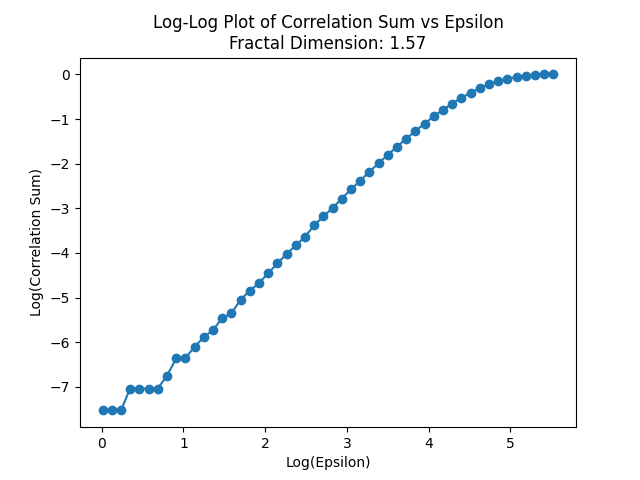 Log-Log Plot of Correlation Sum vs Epsilon
Fractal Dimension: 1.57
0
−1
−2
−3
−4
−5
−6
−7
Log(Correlation Sum)
0 1 2 3 4 5
Log(Epsilon)